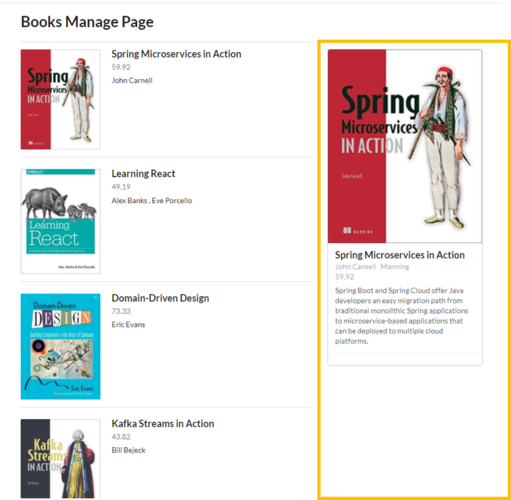 Books Manage Page
Spring
Microservices
IN ACTION
John Carnell
MANNING
Spring Microservices in Action
59.92
John Carnell
O'REILLY
Learning
React
Alex Banks & Eve Porcello
Learning React
49.19
Alex Banks , Eve Porcello
Domain-Driven
DESIGN
Tackling Complexity in the Heart of Software
Eric Evans
Domain-Driven Design
73.33
Eric Evans
Kafka
Streams
IN ACTION
Kafka Streams in Action
43.82
Bill Bejeck
Spring
Microservices
IN ACTION
John Carnell
MANNING
Spring Microservices in Action
John Carnell Manning
59.92
Spring Boot and Spring Cloud offer Java
developers an easy migration path from
traditional monolithic Spring applications
to microservice-based applications that
can be deployed to multiple cloud
platforms.